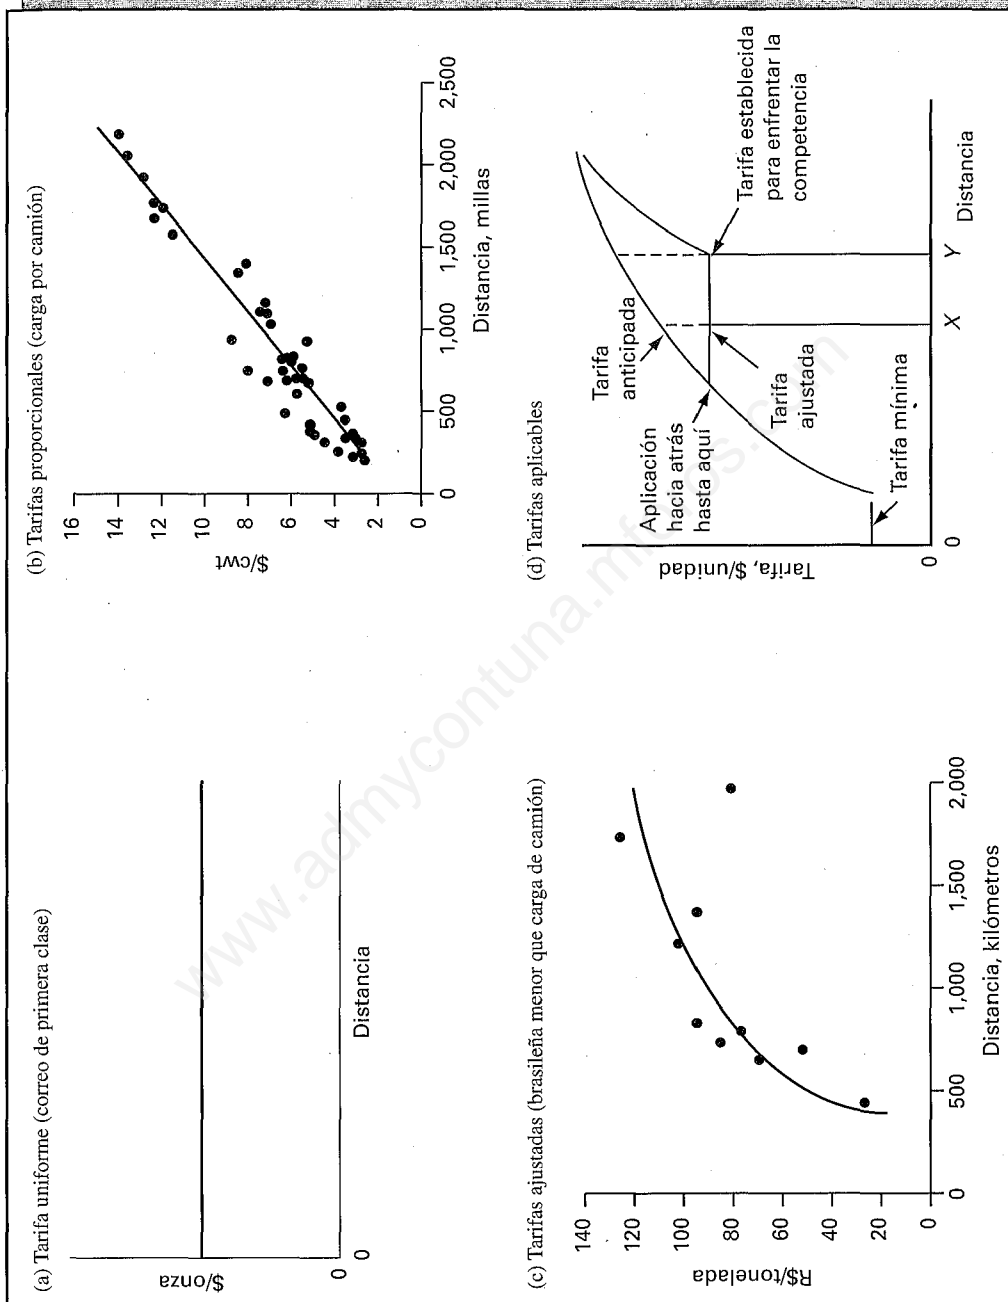 (a) Tarifa uniforme (correo de primera clase)
$/onza
0
0
Distancia
(b) Tarifas proporcionales (carga por camión)
$/cwt
16
14
12
10
8
6
4
2
0
0
500
1,000
1,500
2,000
2,500
Distancia, millas
(c) Tarifas ajustadas (brasileña menor que carga de camión)
R$/tonelada
140
120
100
80
60
40
20
0
0
500
1,000
1,500
2,000
Distancia, kilómetros
(d) Tarifas aplicables
Tarifa, $/unidad
0
0
X
Y
Distancia
Aplicación
hacia atrás
hasta aquí
Tarifa
anticipada
Tarifa
ajustada
Tarifa mínima
Tarifa establecida
para enfrentar la
competencia
www.admycontuna.mforos.com